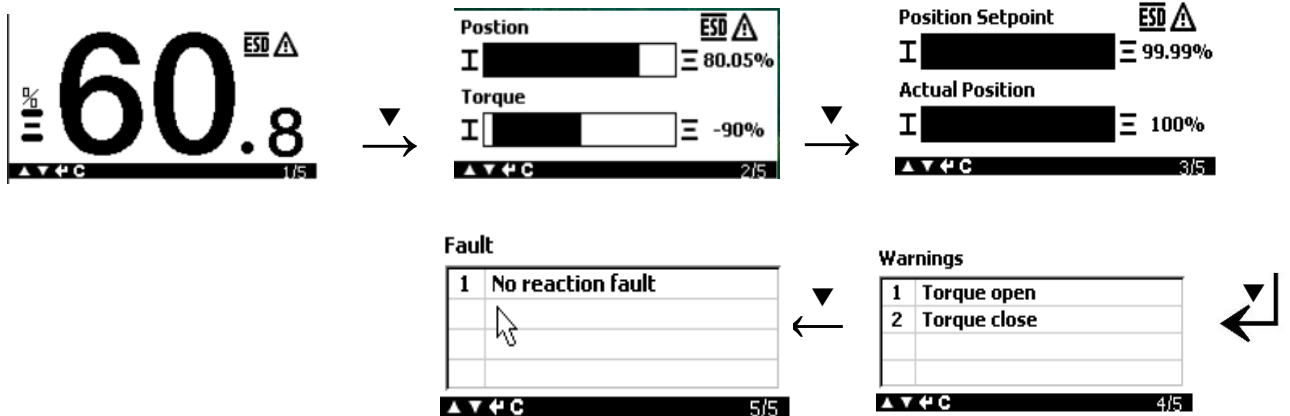 %
60.8
ESD
▲ ▼ ↵ C 1/5
▼
→
Postion ESD
80.05%
Torque
-90%
▲ ▼ ↵ C 2/5
▼
→
Position Setpoint ESD
99.99%
Actual Position
100%
▲ ▼ ↵ C 3/5
▼
Warnings
1 Torque open
2 Torque close
▲ ▼ ↵ C 4/5
▼
←
Fault
1 No reaction fault
▲ ▼ ↵ C 5/5